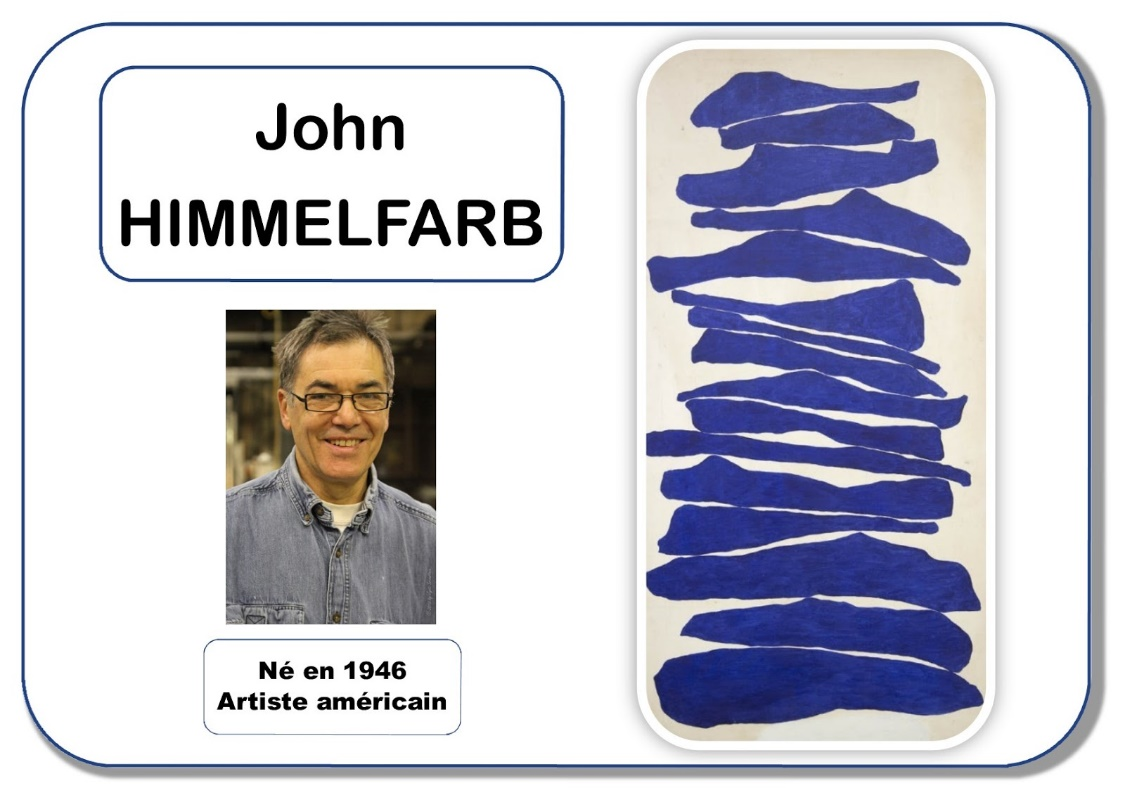 John
HIMMELFARB
Né en 1946
Artiste américain